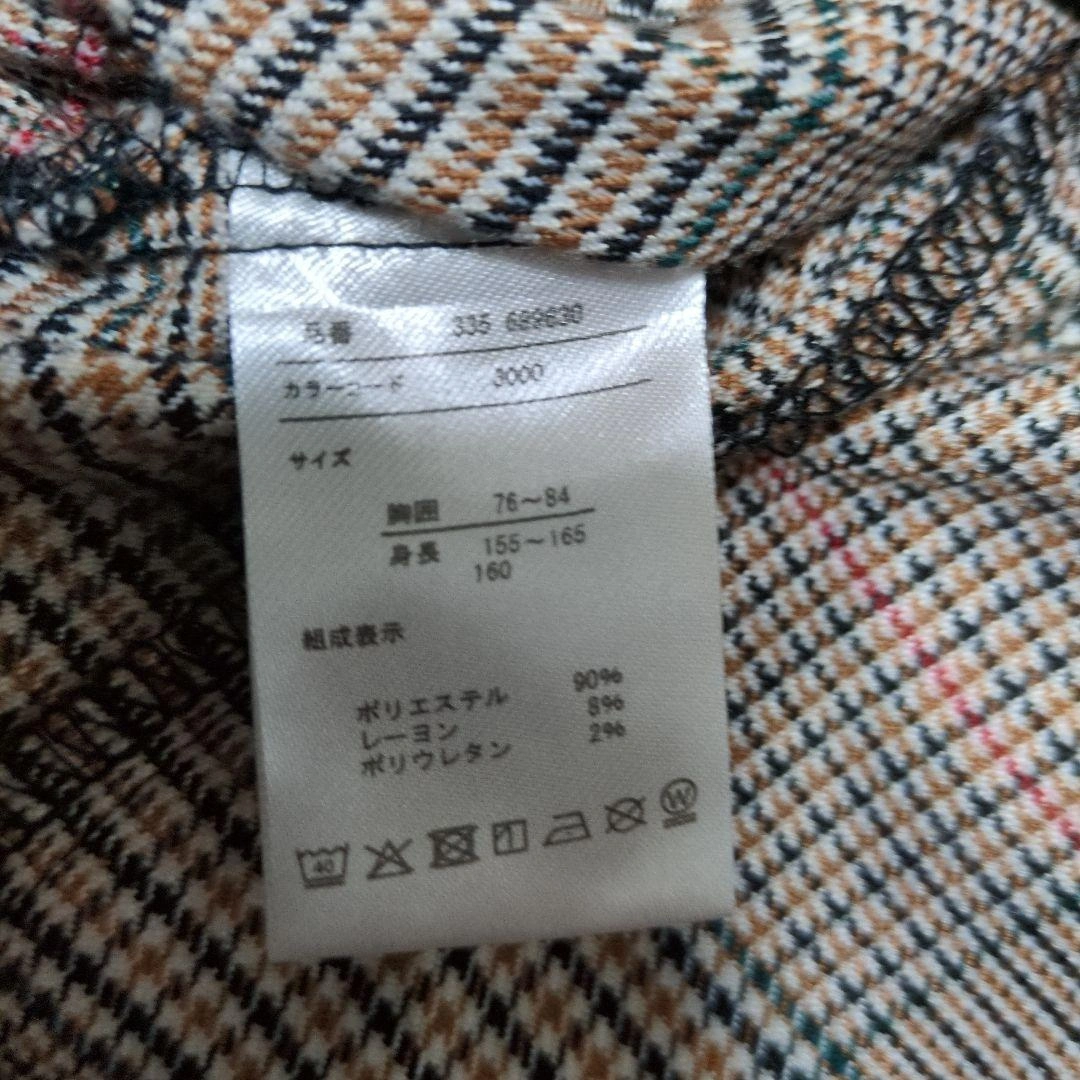 品番 335 689630
カラーコード 3000
サイズ
胸囲 76～84
身長 155～165
160
組成表示
ポリエステル 90%
レーヨン 8%
ポリウレタン 2%
40 W